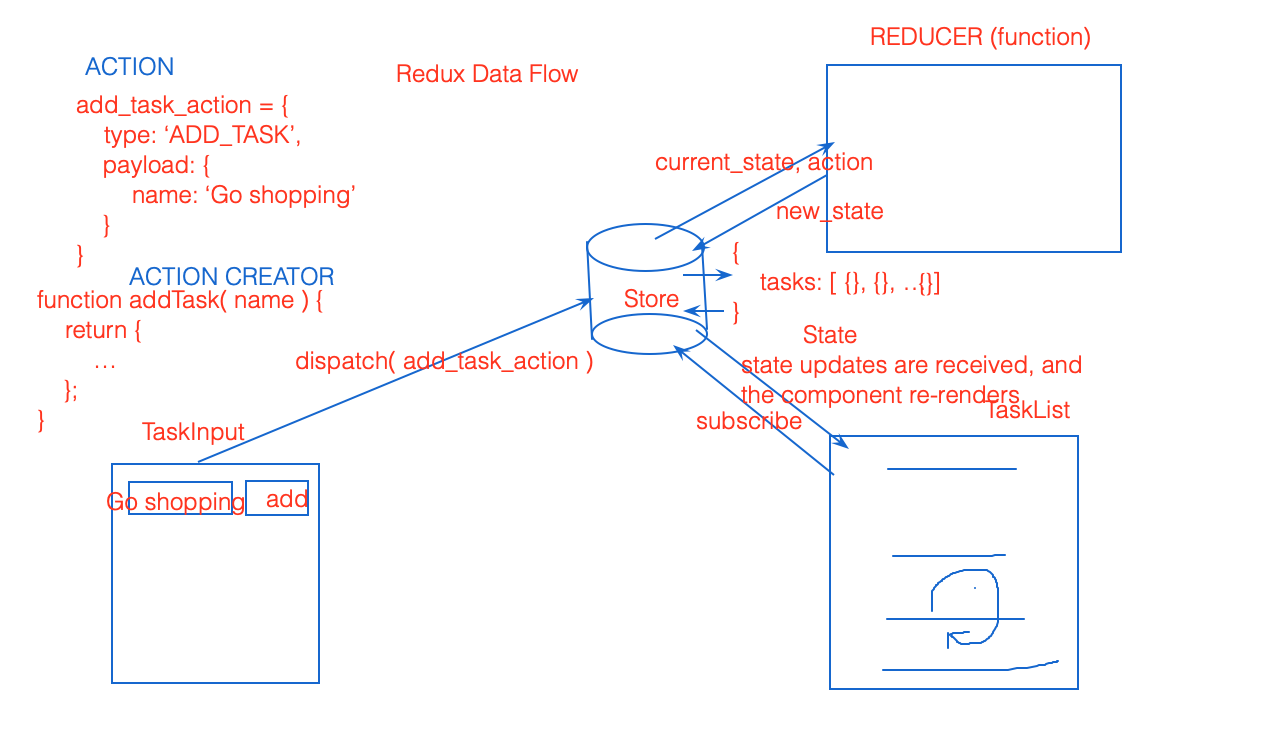 REDUCER (function)
ACTION
Redux Data Flow
add_task_action = {
type: ‘ADD_TASK’,
payload: {
name: ‘Go shopping’
}
}
current_state, action
new_state
ACTION CREATOR
function addTask( name ) {
return {
…
};
}
{
tasks: [ {}, {}, ..{}]
}
Store
State
dispatch( add_task_action )
state updates are received, and
the component re-renders
subscribe
TaskList
TaskInput
Go shopping
add